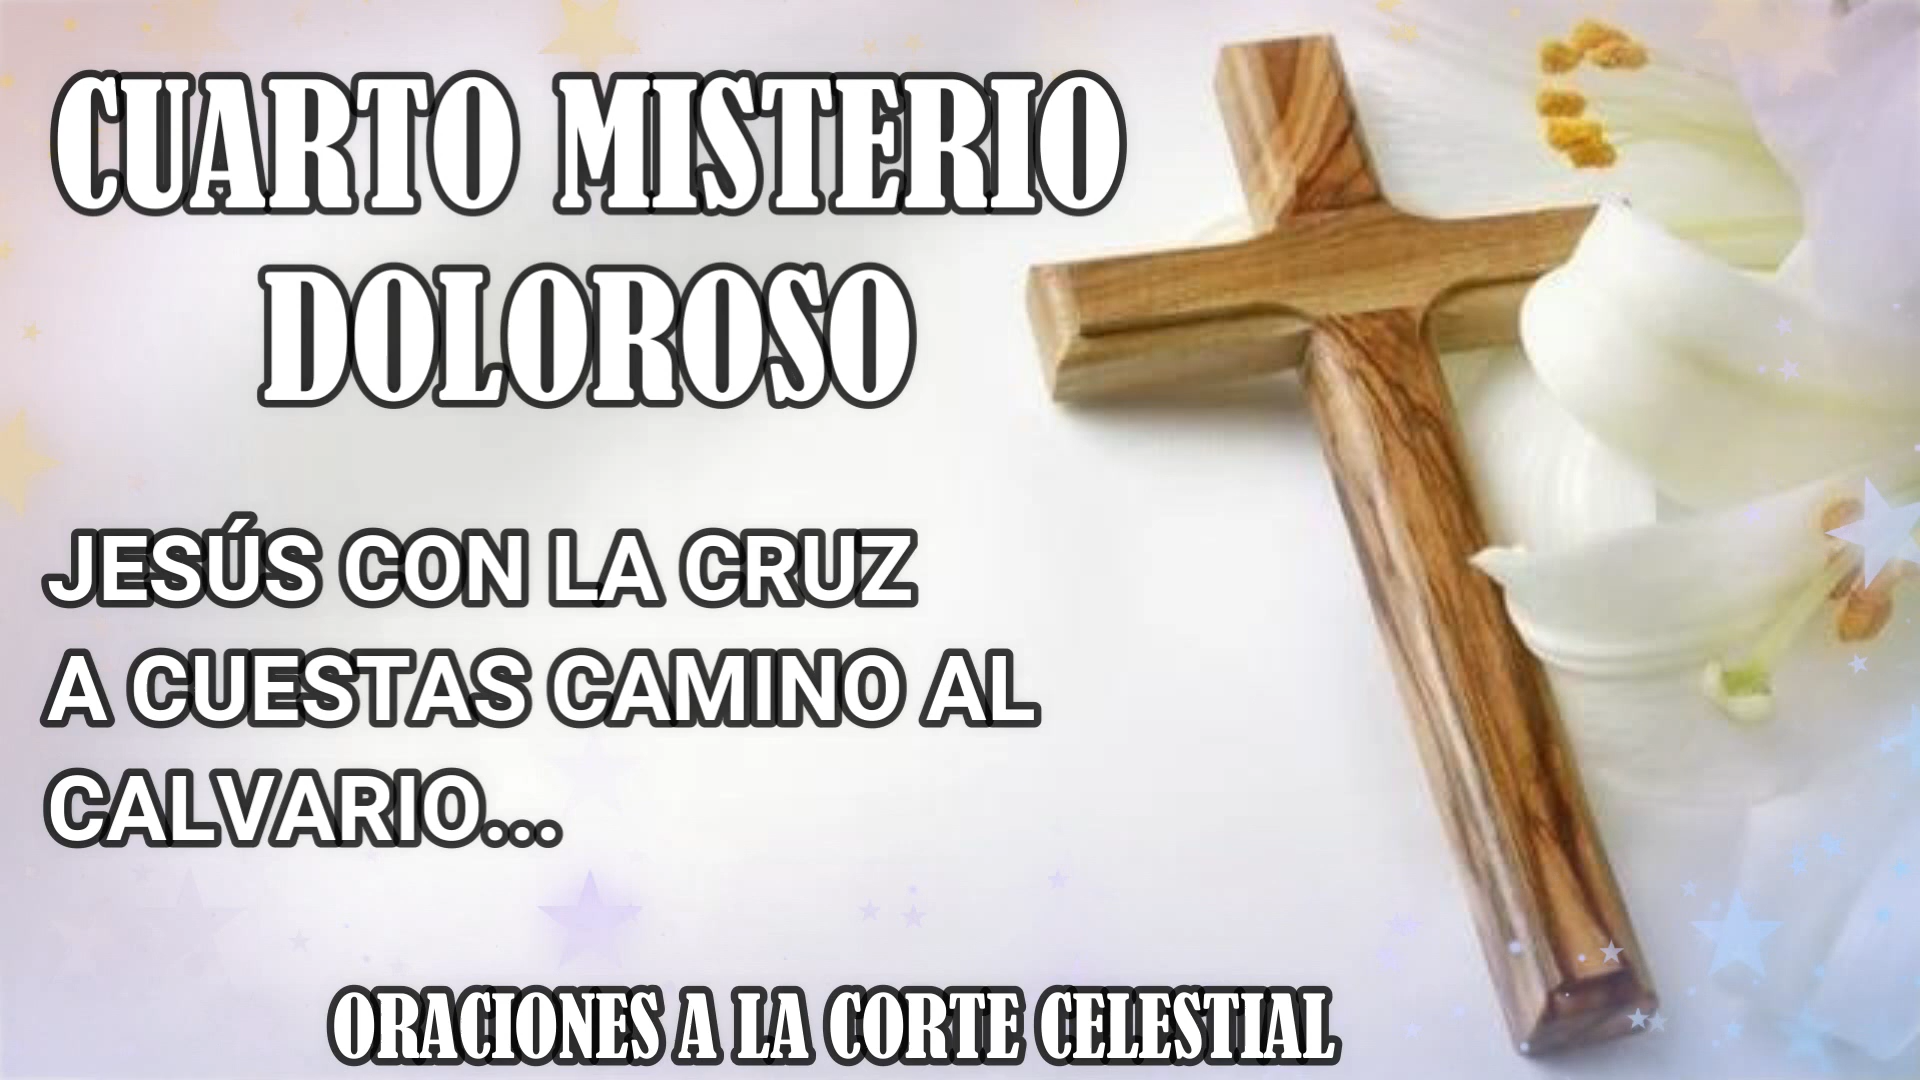 CUARTO MISTERIO
DOLOROSO
JESÚS CON LA CRUZ
A CUESTAS CAMINO AL
CALVARIO...
ORACIONES A LA CORTE CELESTIAL